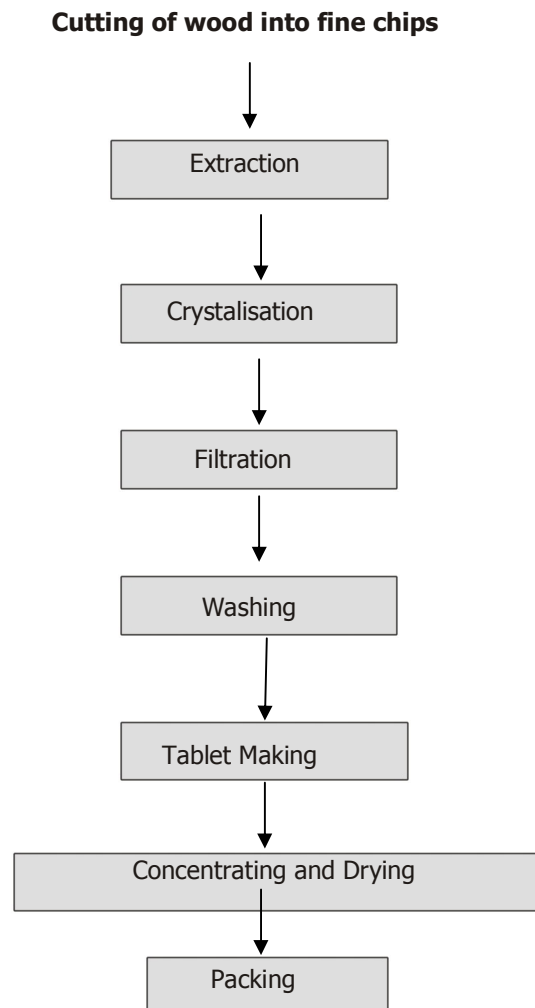 Cutting of wood into fine chips
Extraction
Crystalisation
Filtration
Washing
Tablet Making
Concentrating and Drying
Packing